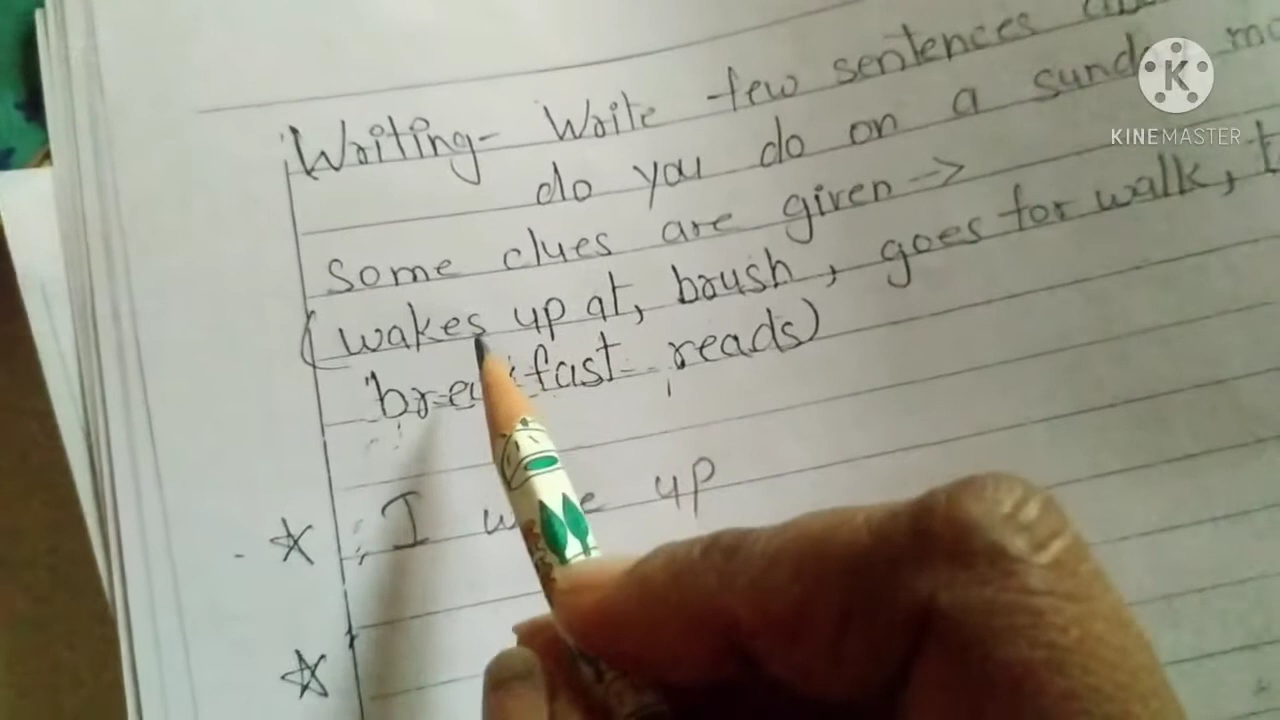 Writing- Write few sentences
do you do on a
some clues are given →
(wakes up at, brush, goes for walk,
breakfast, reads)
☆ I up
☆
K
KINEMASTER